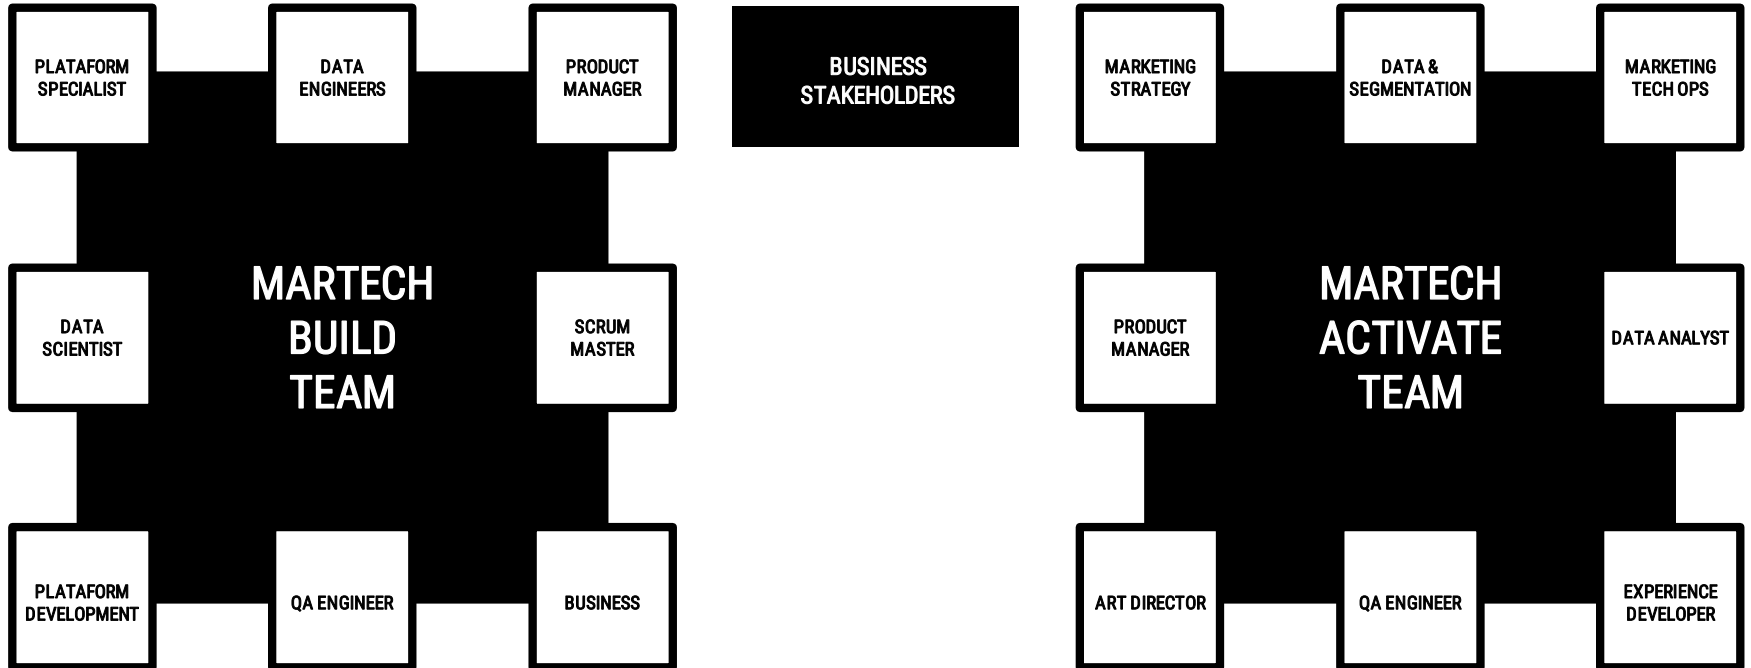 PLATAFORM
SPECIALIST
DATA
ENGINEERS
PRODUCT
MANAGER
BUSINESS
STAKEHOLDERS
MARKETING
STRATEGY
DATA &
SEGMENTATION
MARKETING
TECH OPS
DATA
SCIENTIST
MARTECH
BUILD
TEAM
SCRUM
MASTER
PRODUCT
MANAGER
MARTECH
ACTIVATE
TEAM
DATA ANALYST
PLATAFORM
DEVELOPMENT
QA ENGINEER
BUSINESS
ART DIRECTOR
QA ENGINEER
EXPERIENCE
DEVELOPER